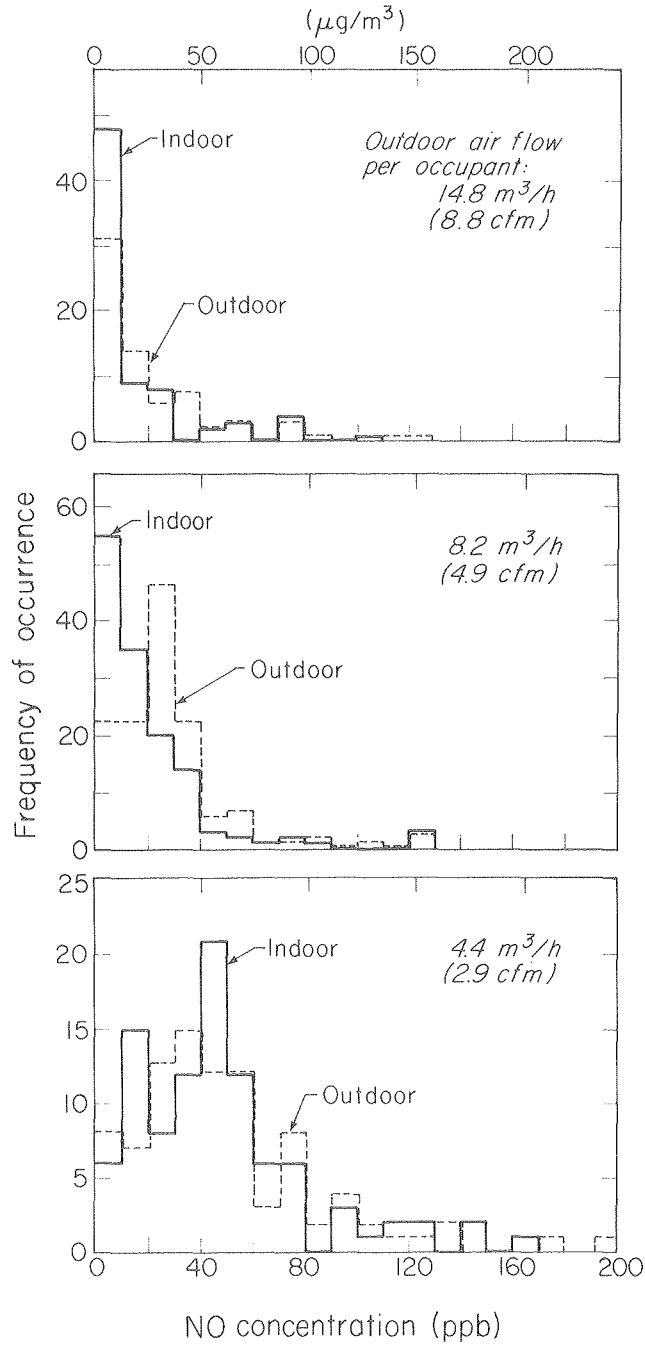 (μg/m³)
0 50 100 150 200
Indoor
Outdoor air flow
per occupant:
14.8 m³/h
(8.8 cfm)
Outdoor
40
20
0
Indoor
8.2 m³/h
(4.9 cfm)
Outdoor
60
40
20
0
Frequency of occurrence
Indoor
4.4 m³/h
(2.9 cfm)
Outdoor
25
20
15
10
5
0
0 40 80 120 160 200
NO concentration (ppb)